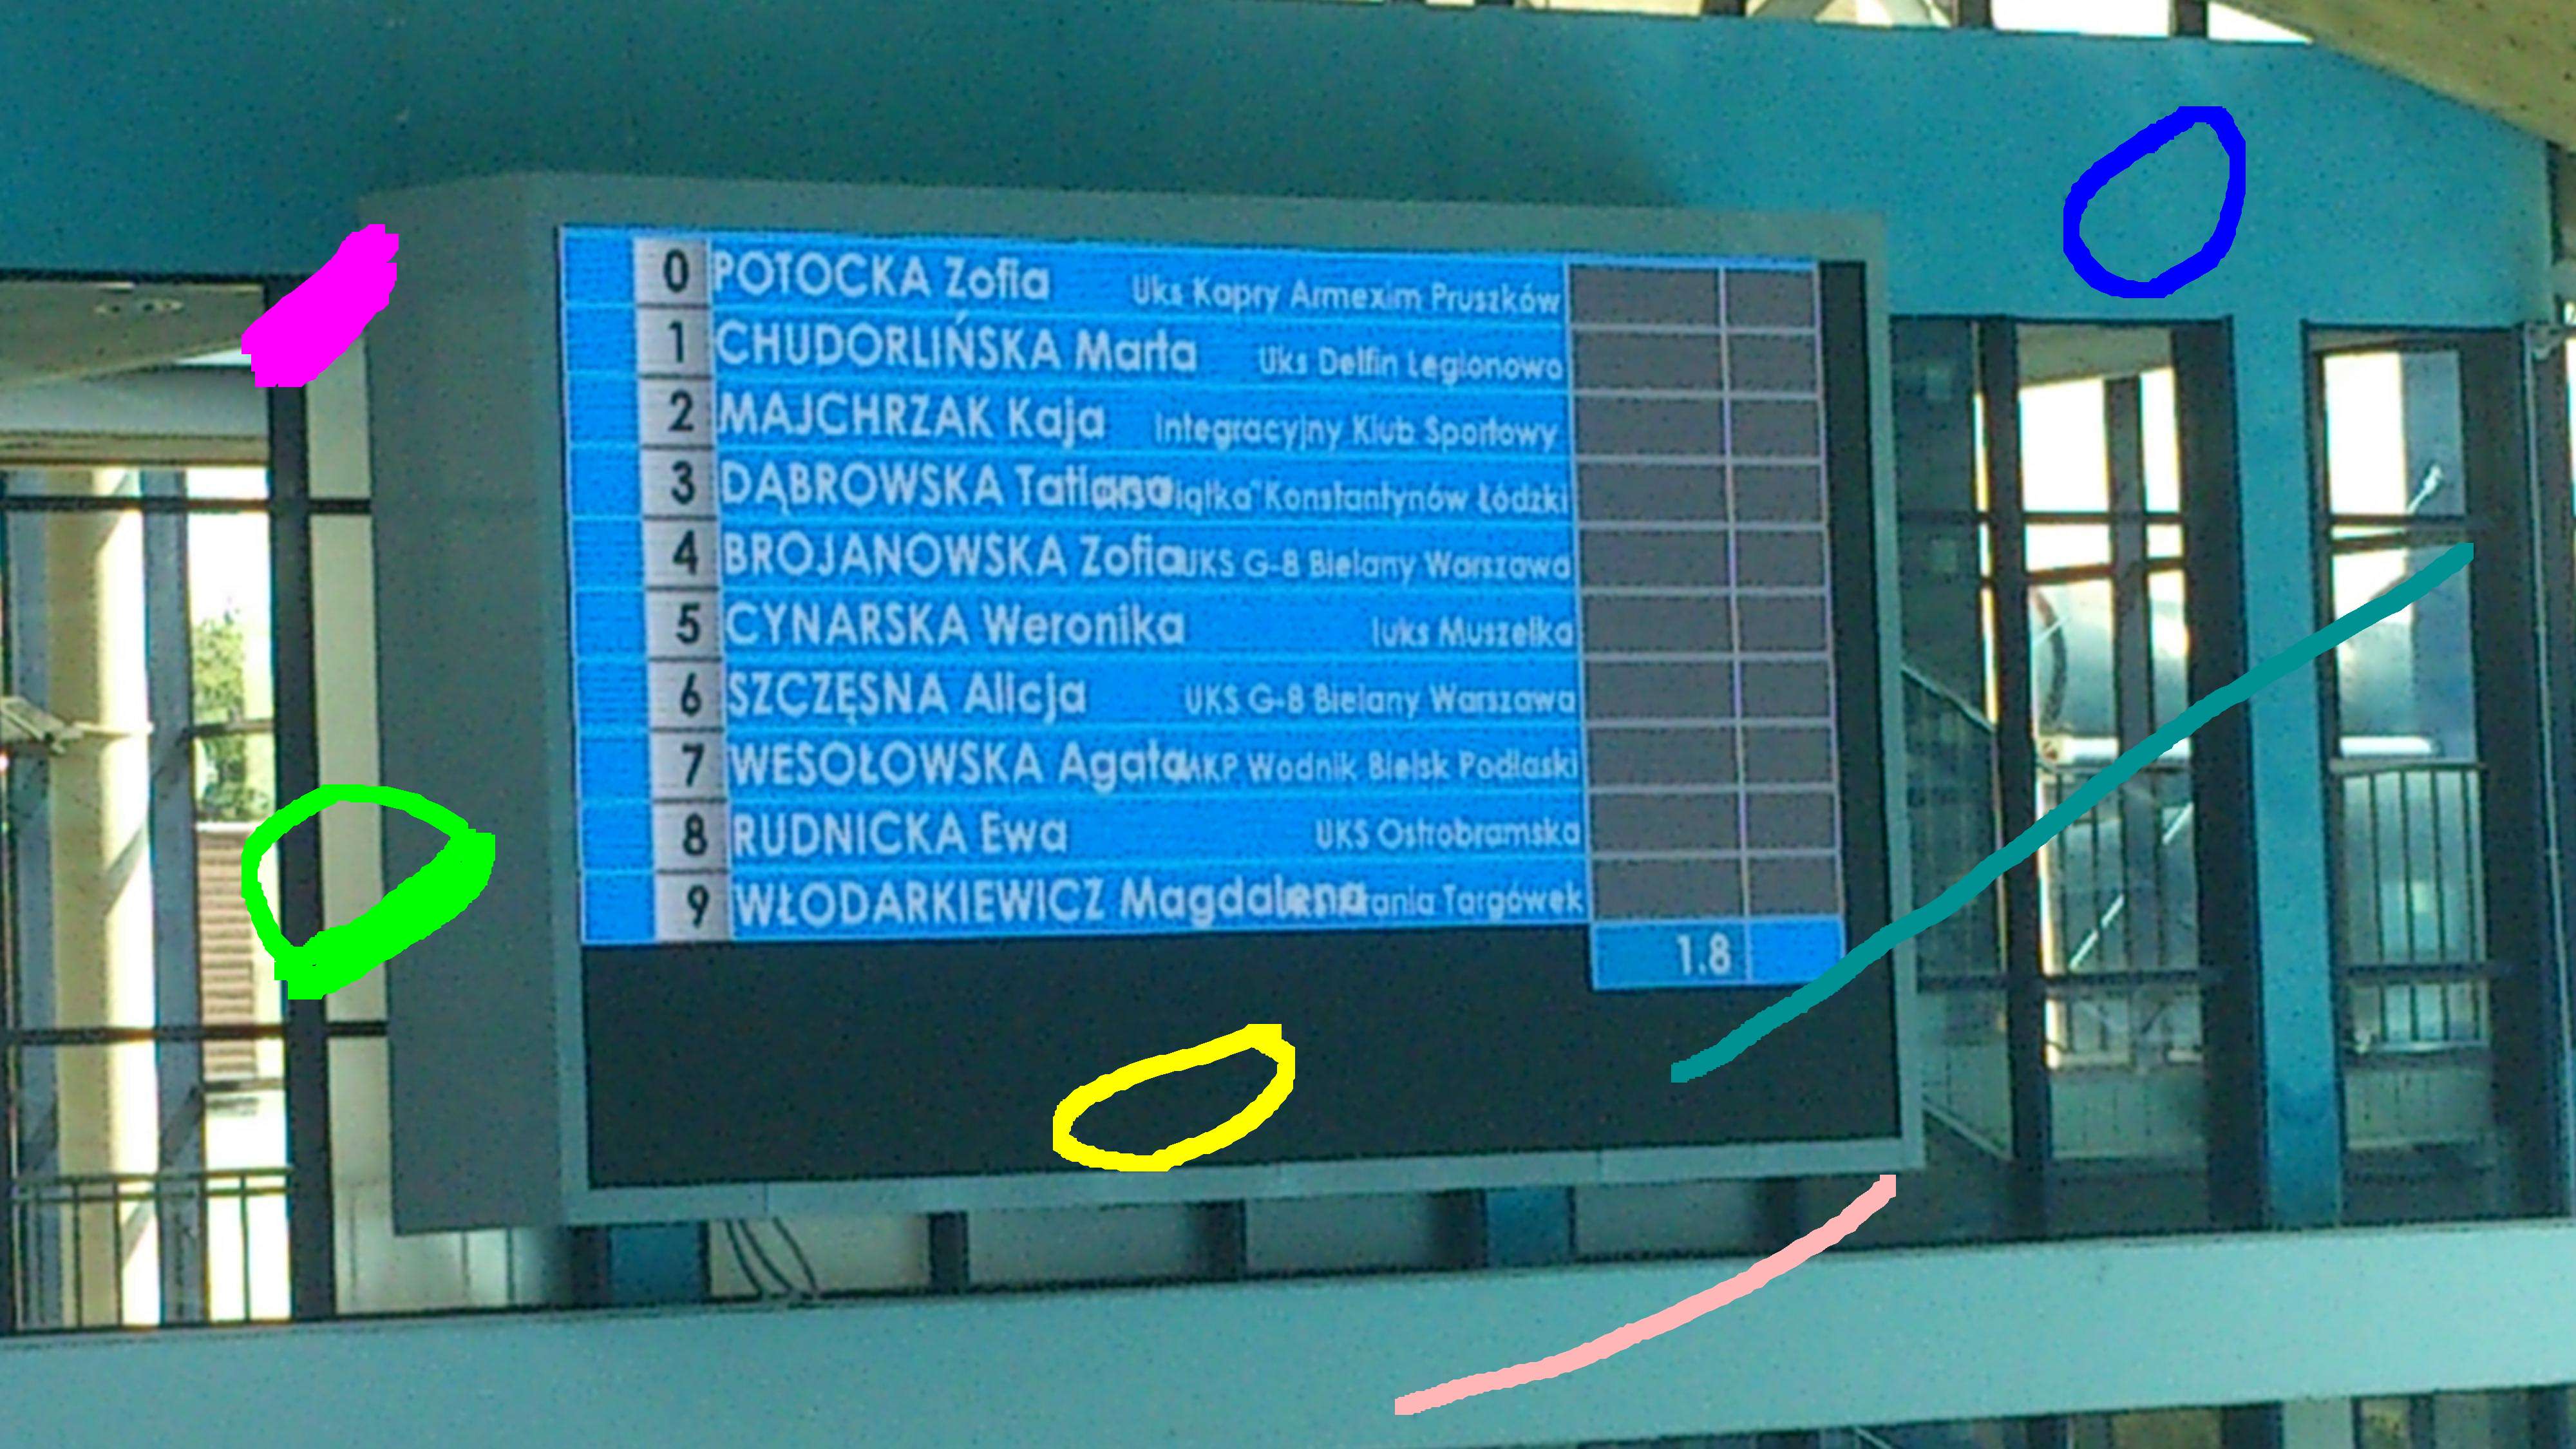 0 POTOCKA Zofia Uks Kapry Armexim Pruszków
1 CHUDORLIŃSKA Marta Uks Delfin Legionowo
2 MAJCHRZAK Kaja Integracyjny Klub Sportowy
3 DĄBROWSKA Tatiana Konstantynów Łódzki
4 BROJANOWSKA Zofia UKS G-8 Bielany Warszawa
5 CYNARSKA Weronika Iuks Muszelka
6 SZCZĘSNA Alicja UKS G-8 Bielany Warszawa
7 WESOŁOWSKA Agata Wodnik Bielsk Podlaski
8 RUDNICKA Ewa UKS Ostrobramska
9 WŁODARKIEWICZ Magdalena Targówek
1.8